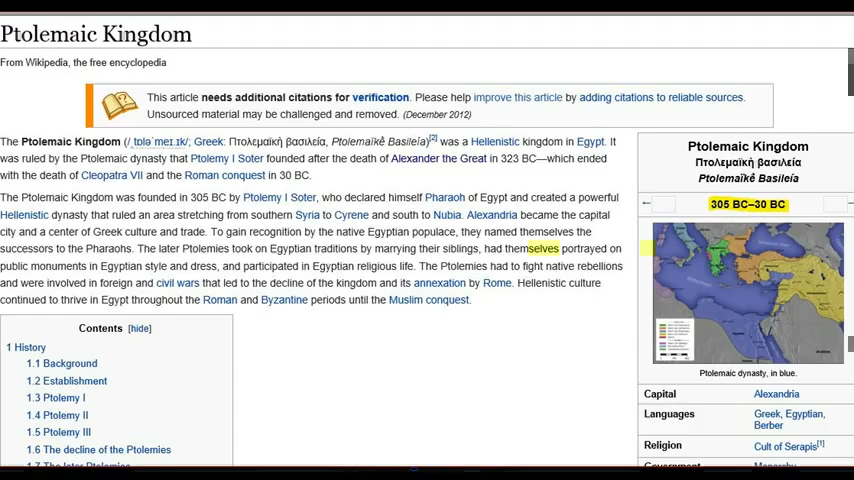 Ptolemaic Kingdom
From Wikipedia, the free encyclopedia
This article needs additional citations for verification. Please help improve this article by adding citations to reliable sources.
Unsourced material may be challenged and removed. (December 2012)
The Ptolemaic Kingdom (/ˌtɒləˈmeɪ.ɪk/; Greek: Πτολεμαϊκὴ βασιλεία, Ptolemaïkḕ Basileía)[2] was a Hellenistic kingdom in Egypt. It
was ruled by the Ptolemaic dynasty that Ptolemy I Soter founded after the death of Alexander the Great in 323 BC—which ended
with the death of Cleopatra VII and the Roman conquest in 30 BC.
The Ptolemaic Kingdom was founded in 305 BC by Ptolemy I Soter, who declared himself Pharaoh of Egypt and created a powerful
Hellenistic dynasty that ruled an area stretching from southern Syria to Cyrene and south to Nubia. Alexandria became the capital
city and a center of Greek culture and trade. To gain recognition by the native Egyptian populace, they named themselves the
successors to the Pharaohs. The later Ptolemies took on Egyptian traditions by marrying their siblings, had themselves portrayed on
public monuments in Egyptian style and dress, and participated in Egyptian religious life. The Ptolemies had to fight native rebellions
and were involved in foreign and civil wars that led to the decline of the kingdom and its annexation by Rome. Hellenistic culture
continued to thrive in Egypt throughout the Roman and Byzantine periods until the Muslim conquest.
Contents [hide]
1 History
1.1 Background
1.2 Establishment
1.3 Ptolemy I
1.4 Ptolemy II
1.5 Ptolemy III
1.6 The decline of the Ptolemies
1.7 The later Ptolemies
Ptolemaic Kingdom
Πτολεμαϊκὴ βασιλεία
Ptolemaïkḕ Basileía
← 305 BC–30 BC →
Ptolemaic dynasty, in blue.
Capital Alexandria
Languages Greek, Egyptian,
Berber
Religion Cult of Serapis[1]
Government Monarchy